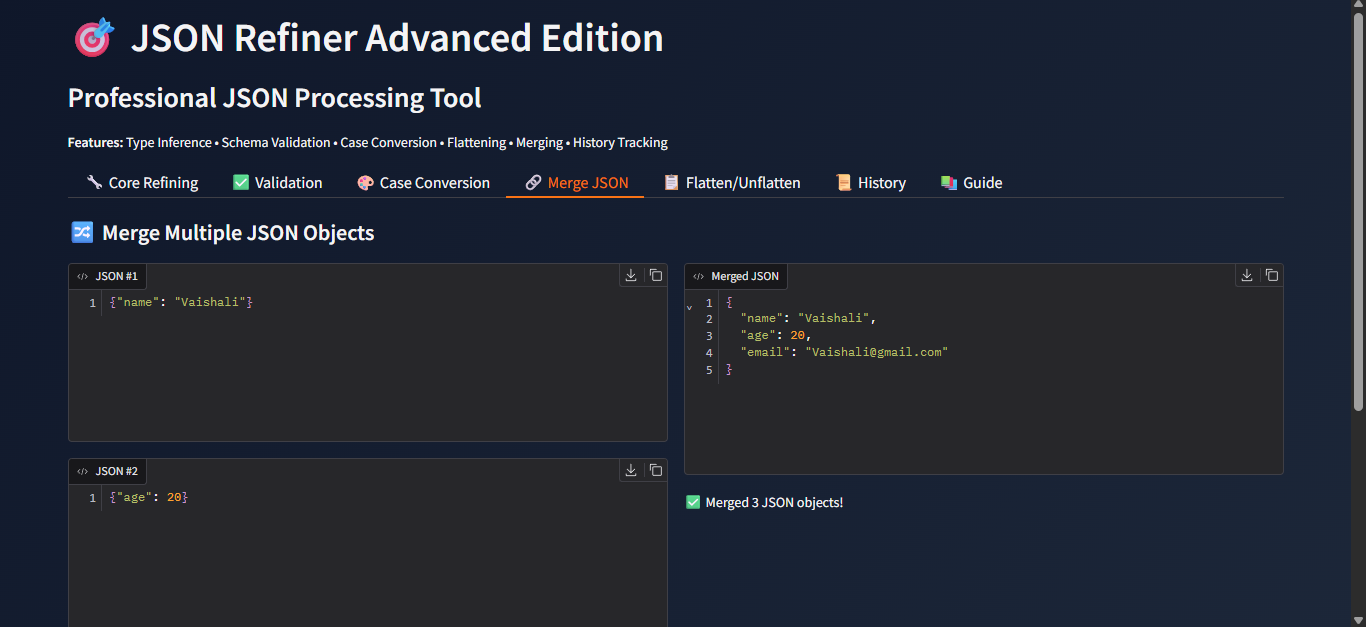 🎯 JSON Refiner Advanced Edition
Professional JSON Processing Tool
Features: Type Inference • Schema Validation • Case Conversion • Flattening • Merging • History Tracking
🔧 Core Refining ✅ Validation 🎨 Case Conversion 🔗 Merge JSON 📋 Flatten/Unflatten 📜 History 📚 Guide
🔀 Merge Multiple JSON Objects
</> JSON #1
1 {"name": "Vaishali"}
</> JSON #2
1 {"age": 20}
</> Merged JSON
1 {
2   "name": "Vaishali",
3   "age": 20,
4   "email": "Vaishali@gmail.com"
5 }
✅ Merged 3 JSON objects!